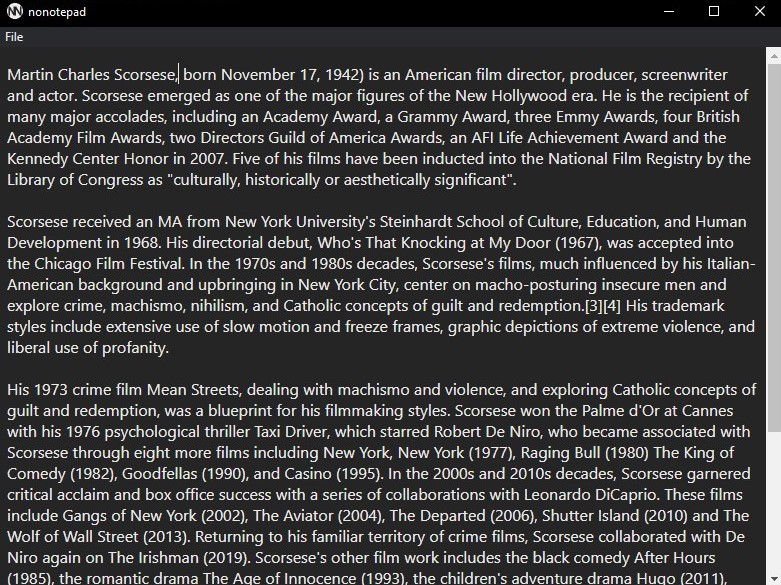 nonotepad
File
Martin Charles Scorsese, born November 17, 1942) is an American film director, producer, screenwriter
and actor. Scorsese emerged as one of the major figures of the New Hollywood era. He is the recipient of
many major accolades, including an Academy Award, a Grammy Award, three Emmy Awards, four British
Academy Film Awards, two Directors Guild of America Awards, an AFI Life Achievement Award and the
Kennedy Center Honor in 2007. Five of his films have been inducted into the National Film Registry by the
Library of Congress as "culturally, historically or aesthetically significant".
Scorsese received an MA from New York University's Steinhardt School of Culture, Education, and Human
Development in 1968. His directorial debut, Who's That Knocking at My Door (1967), was accepted into
the Chicago Film Festival. In the 1970s and 1980s decades, Scorsese's films, much influenced by his Italian-
American background and upbringing in New York City, center on macho-posturing insecure men and
explore crime, machismo, nihilism, and Catholic concepts of guilt and redemption.[3][4] His trademark
styles include extensive use of slow motion and freeze frames, graphic depictions of extreme violence, and
liberal use of profanity.
His 1973 crime film Mean Streets, dealing with machismo and violence, and exploring Catholic concepts of
guilt and redemption, was a blueprint for his filmmaking styles. Scorsese won the Palme d'Or at Cannes
with his 1976 psychological thriller Taxi Driver, which starred Robert De Niro, who became associated with
Scorsese through eight more films including New York, New York (1977), Raging Bull (1980) The King of
Comedy (1982), Goodfellas (1990), and Casino (1995). In the 2000s and 2010s decades, Scorsese garnered
critical acclaim and box office success with a series of collaborations with Leonardo DiCaprio. These films
include Gangs of New York (2002), The Aviator (2004), The Departed (2006), Shutter Island (2010) and The
Wolf of Wall Street (2013). Returning to his familiar territory of crime films, Scorsese collaborated with De
Niro again on The Irishman (2019). Scorsese's other film work includes the black comedy After Hours
(1985), the romantic drama The Age of Innocence (1993), the children's adventure drama Hugo (2011),